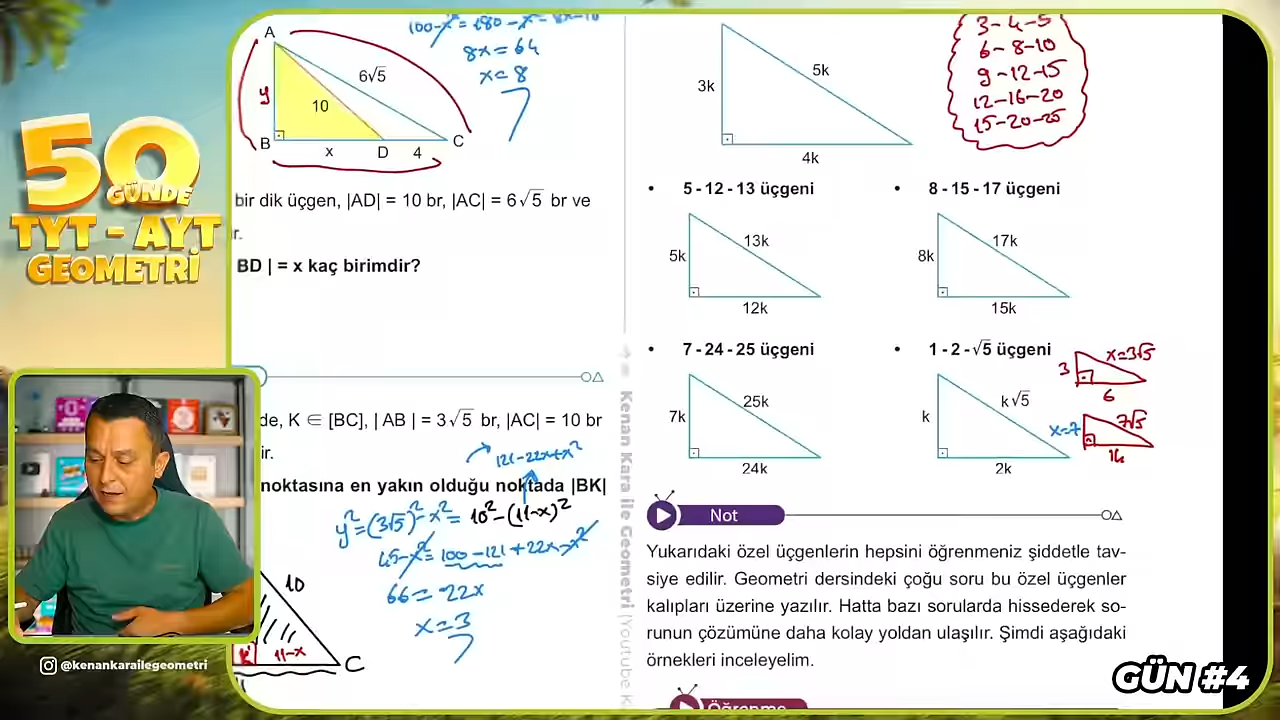 50
GÜNDE
TYT - AYT
GEOMETRİ
A
6√5
y
10
B
x
D
4
C
8x = 64
x = 8
bir dik üçgen, |AD| = 10 br, |AC| = 6√5 br ve
r.
BD | = x kaç birimdir?
de, K ∈ [BC], | AB | = 3√5 br, |AC| = 10 br
ir.
121-22x+x²
noktasına en yakın olduğu noktada |BK|
y² = (3√5)² - x² = 10² - (11-x)²
45 - x² = 100 - 121 + 22x - x²
66 = 22x
x = 3
10
K
11-x
C
3k
5k
4k
3-4-5
6-8-10
9-12-15
12-16-20
15-20-25
• 5 - 12 - 13 üçgeni
5k
13k
12k
• 8 - 15 - 17 üçgeni
8k
17k
15k
• 7 - 24 - 25 üçgeni
7k
25k
24k
• 1 - 2 - √5 üçgeni
k
k√5
2k
3
x=3√5
6
x=7
7√5
14
Not
Yukarıdaki özel üçgenlerin hepsini öğrenmeniz şiddetle tav-
siye edilir. Geometri dersindeki çoğu soru bu özel üçgenler
kalıpları üzerine yazılır. Hatta bazı sorularda hissederek so-
runun çözümüne daha kolay yoldan ulaşılır. Şimdi aşağıdaki
örnekleri inceleyelim.
Öğrenme
Kenan Kara ile Geometri (Youtube K
@kenankarailegeometri
GÜN #4